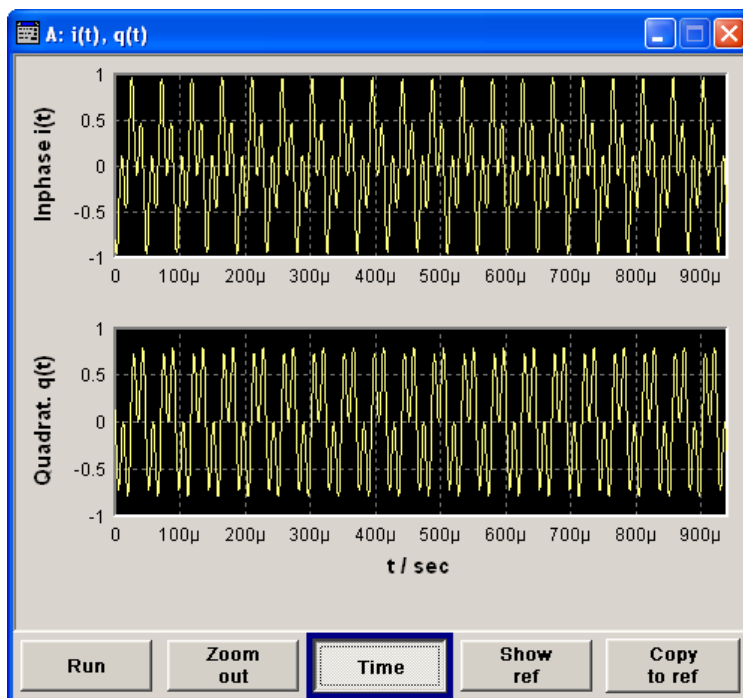 A: i(t), q(t)
Inphase i(t)
1
0.5
0
-0.5
-1
0 100µ 200µ 300µ 400µ 500µ 600µ 700µ 800µ 900µ
Quadrat. q(t)
1
0.5
0
-0.5
-1
0 100µ 200µ 300µ 400µ 500µ 600µ 700µ 800µ 900µ
t / sec
Run
Zoom
out
Time
Show
ref
Copy
to ref